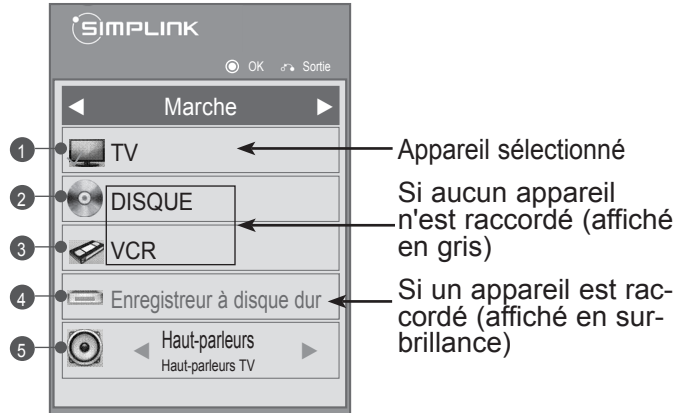 SIMPLINK
OK Sortie
Marche
1 TV
2 DISQUE
3 VCR
4 Enregistreur à disque dur
5 Haut-parleurs
Haut-parleurs TV
Appareil sélectionné
Si aucun appareil
n'est raccordé (affiché
en gris)
Si un appareil est rac-
cordé (affiché en sur-
brillance)